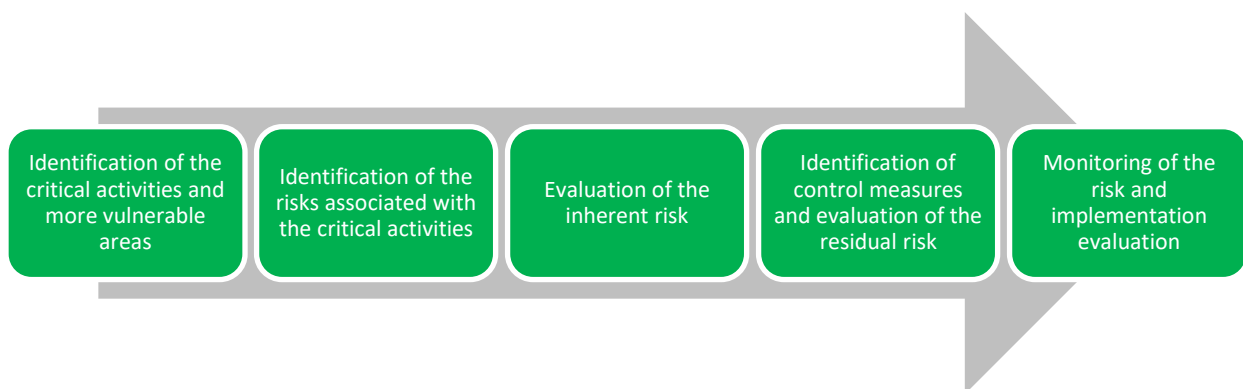 Identification of the
critical activities and
more vulnerable
areas
Identification of the
risks associated with
the critical activities
Evaluation of the
inherent risk
Identification of
control measures
and evaluation of the
residual risk
Monitoring of the
risk and
implementation
evaluation